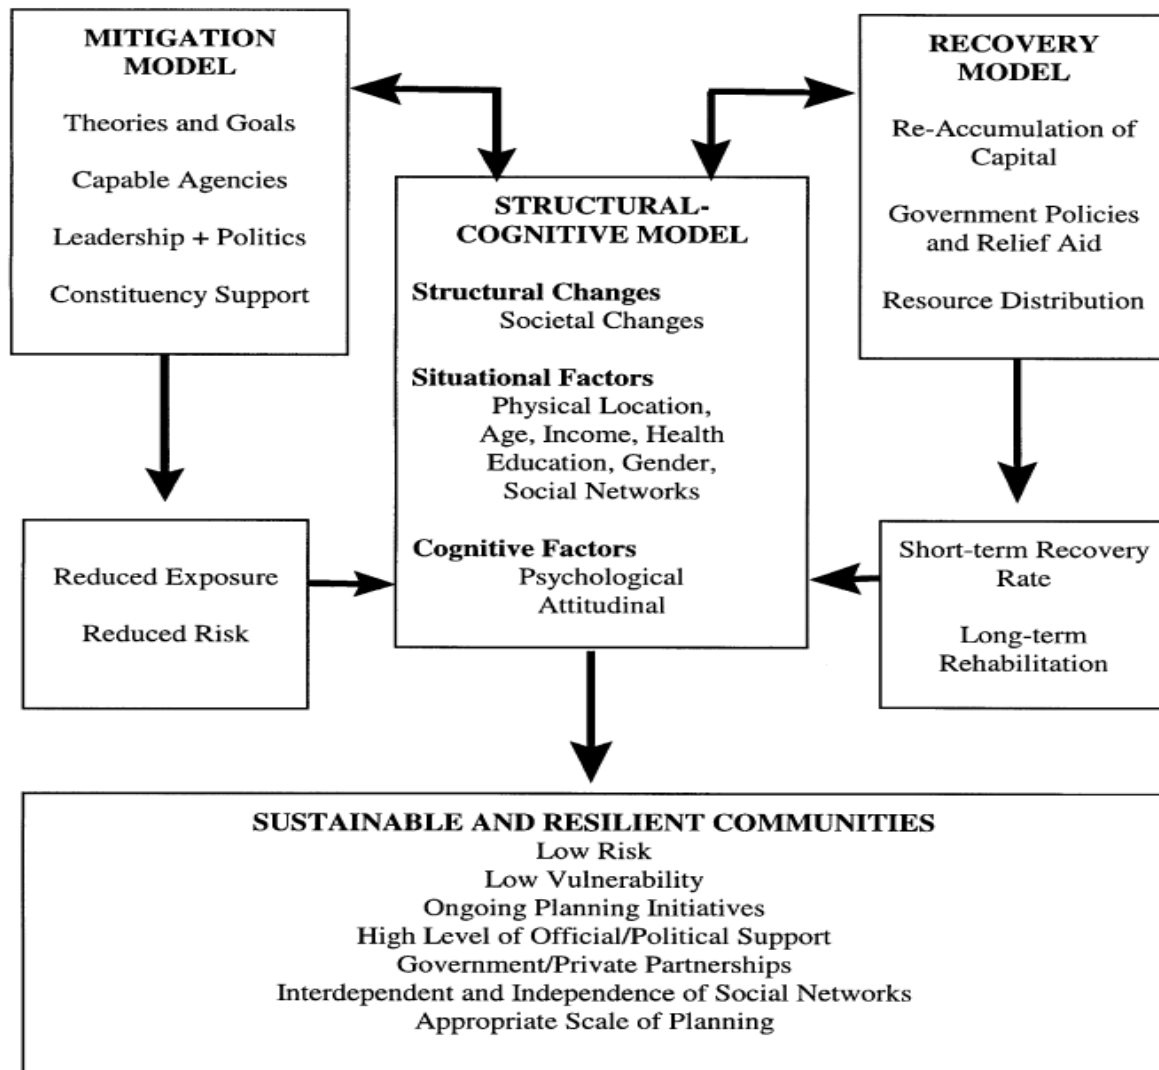 MITIGATION
MODEL
Theories and Goals
Capable Agencies
Leadership + Politics
Constituency Support
RECOVERY
MODEL
Re-Accumulation of
Capital
Government Policies
and Relief Aid
Resource Distribution
STRUCTURAL-
COGNITIVE MODEL
Structural Changes
Societal Changes
Situational Factors
Physical Location,
Age, Income, Health
Education, Gender,
Social Networks
Cognitive Factors
Psychological
Attitudinal
Reduced Exposure
Reduced Risk
Short-term Recovery
Rate
Long-term
Rehabilitation
SUSTAINABLE AND RESILIENT COMMUNITIES
Low Risk
Low Vulnerability
Ongoing Planning Initiatives
High Level of Official/Political Support
Government/Private Partnerships
Interdependent and Independence of Social Networks
Appropriate Scale of Planning